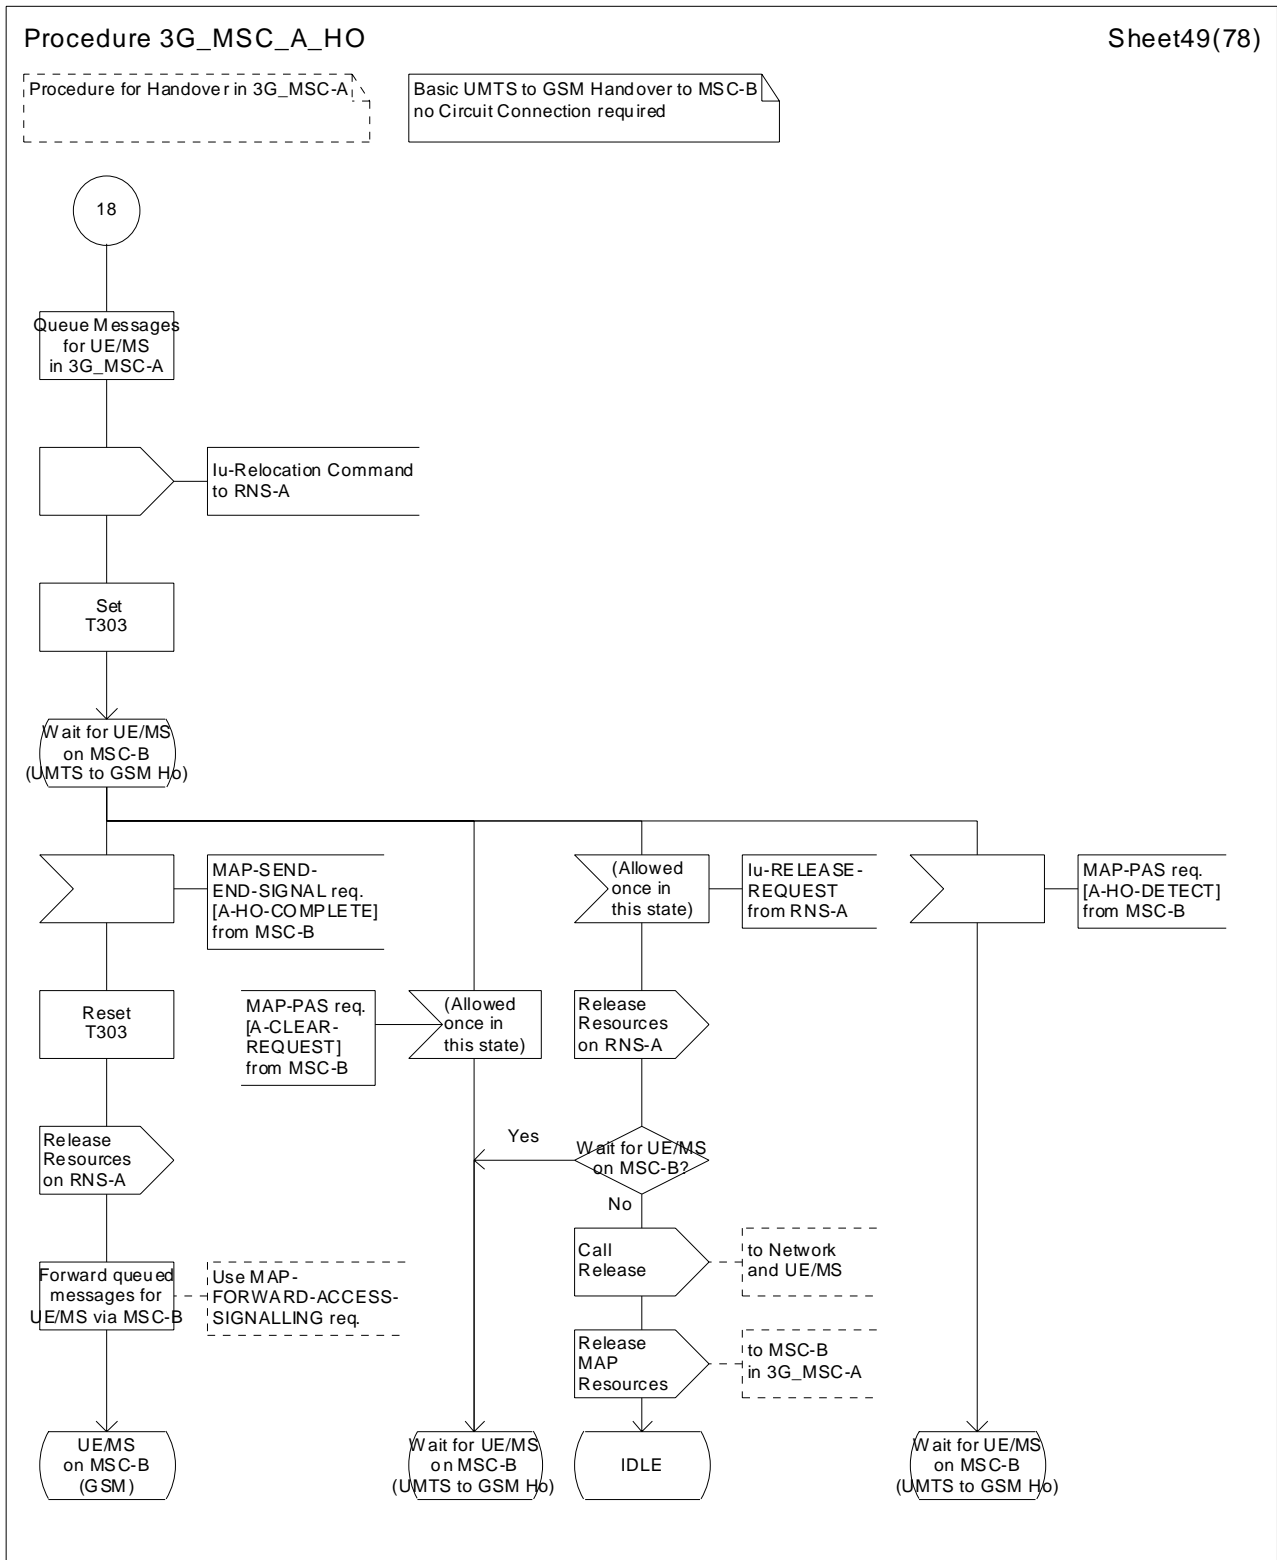 Procedure 3G_MSC_A_HO
Sheet49(78)
Procedure for Handover in 3G_MSC-A
Basic UMTS to GSM Handover to MSC-B
no Circuit Connection required
18
Queue Messages
for UE/MS
in 3G_MSC-A
Iu-Relocation Command
to RNS-A
Set
T303
Wait for UE/MS
on MSC-B
(UMTS to GSM Ho)
MAP-SEND-
END-SIGNAL req.
[A-HO-COMPLETE]
from MSC-B
(Allowed
once in
this state)
Iu-RELEASE-
REQUEST
from RNS-A
MAP-PAS req.
[A-HO-DETECT]
from MSC-B
Reset
T303
MAP-PAS req.
[A-CLEAR-
REQUEST]
from MSC-B
(Allowed
once in
this state)
Release
Resources
on RNS-A
Release
Resources
on RNS-A
Yes
Wait for UE/MS
on MSC-B?
No
Call
Release
to Network
and UE/MS
Forward queued
messages for
UE/MS via MSC-B
Use MAP-
FORWARD-ACCESS-
SIGNALLING req.
Release
MAP
Resources
to MSC-B
in 3G_MSC-A
UE/MS
on MSC-B
(GSM)
Wait for UE/MS
on MSC-B
(UMTS to GSM Ho)
IDLE
Wait for UE/MS
on MSC-B
(UMTS to GSM Ho)